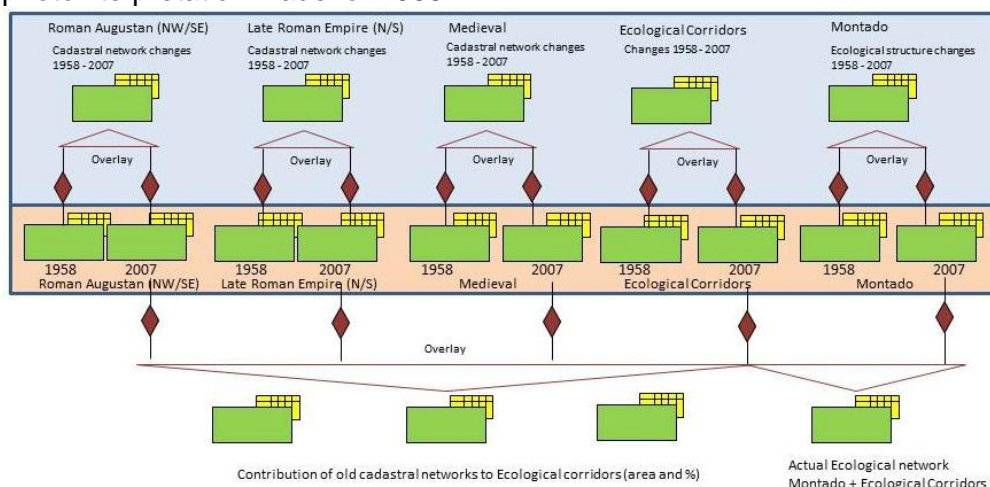 Roman Augustan (NW/SE)
Cadastral network changes
1958 - 2007
Late Roman Empire (N/S)
Cadastral network changes
1958 - 2007
Medieval
Cadastral network changes
1958 - 2007
Ecological Corridors
Changes 1958 - 2007
Montado
Ecological structure changes
1958 - 2007
Overlay
Overlay
Overlay
Overlay
Overlay
1958
2007
1958
2007
1958
2007
1958
2007
1958
2007
Roman Augustan (NW/SE)
Late Roman Empire (N/S)
Medieval
Ecological Corridors
Montado
Overlay
Contribution of old cadastral networks to Ecological corridors (area and %)
Actual Ecological network
Montado + Ecological Corridors